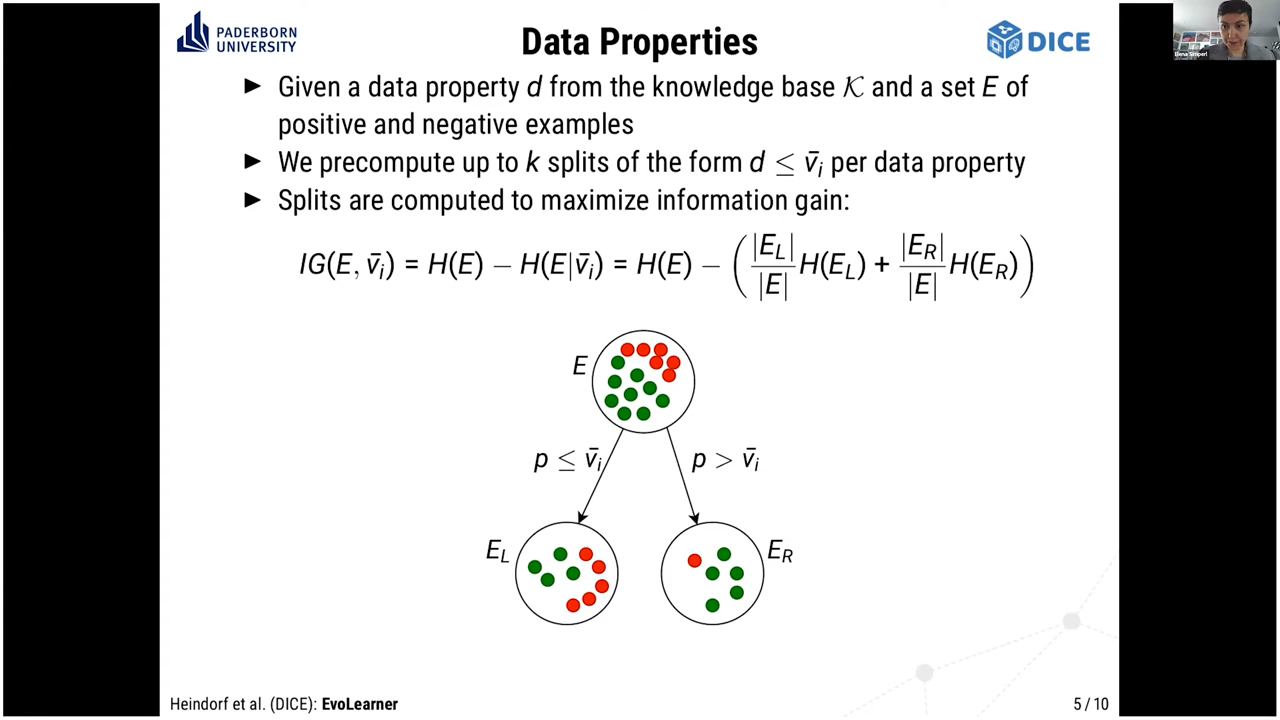 PADERBORN
UNIVERSITY
Data Properties
DICE
Elena Simperl
► Given a data property d from the knowledge base 𝒦 and a set E of
positive and negative examples
► We precompute up to k splits of the form d ≤ v̄ᵢ per data property
► Splits are computed to maximize information gain:
IG(E, v̄ᵢ) = H(E) − H(E|v̄ᵢ) = H(E) − (|E_L|/|E| H(E_L) + |E_R|/|E| H(E_R))
E
p ≤ v̄ᵢ p > v̄ᵢ
E_L E_R
Heindorf et al. (DICE): EvoLearner 5 / 10